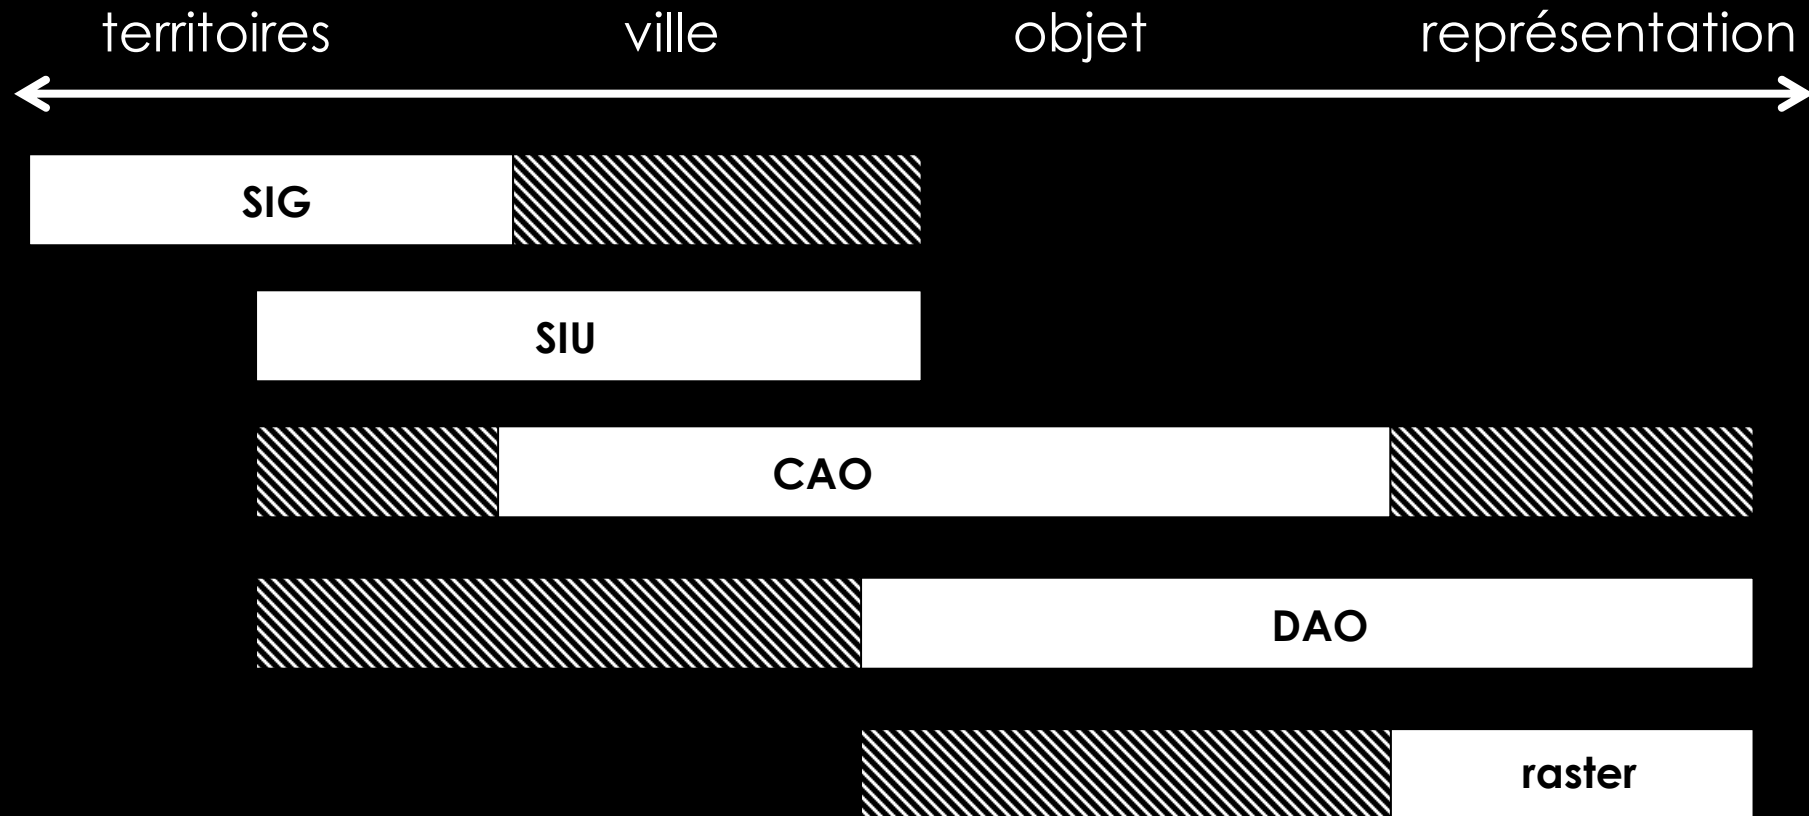 territoires ville objet représentation
SIG
SIU
CAO
DAO
raster